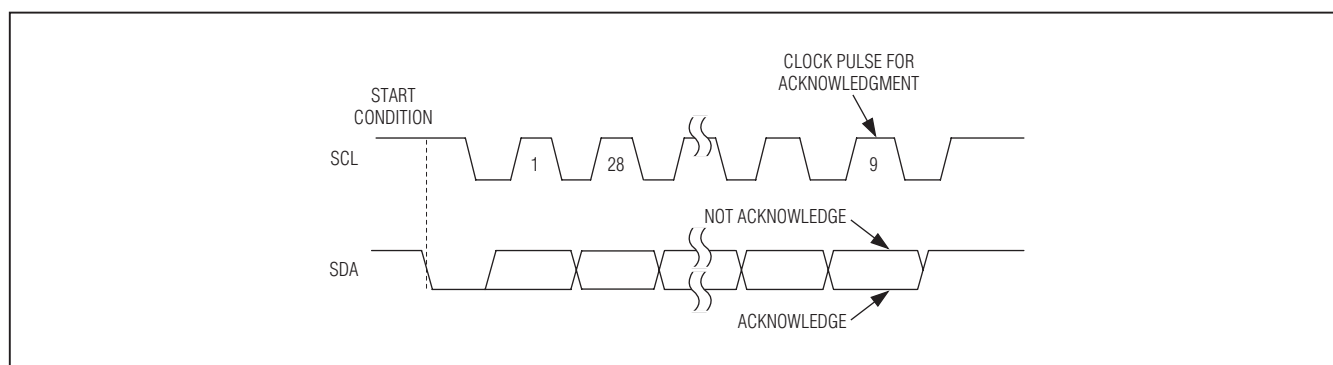 CLOCK PULSE FOR
ACKNOWLEDGMENT
START
CONDITION
SCL
1
28
9
NOT ACKNOWLEDGE
SDA
ACKNOWLEDGE